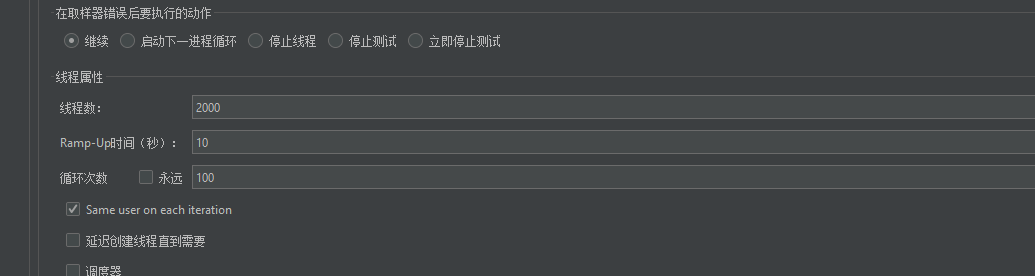 在取样器错误后要执行的动作
继续 启动下一进程循环 停止线程 停止测试 立即停止测试
线程属性
线程数： 2000
Ramp-Up时间（秒）： 10
循环次数 永远 100
Same user on each iteration
延迟创建线程直到需要
调度器